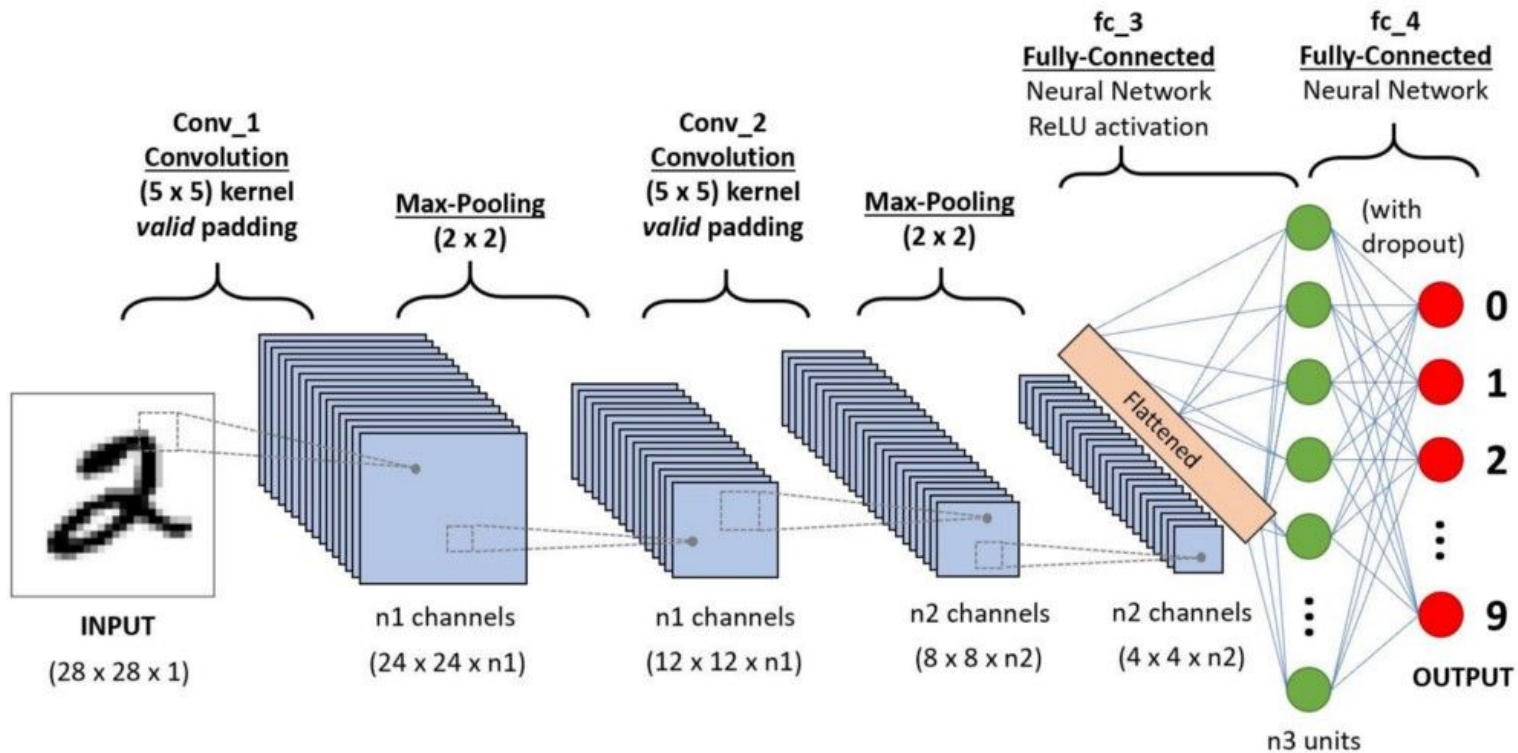 Conv_1
Convolution
(5 x 5) kernel
valid padding
Max-Pooling
(2 x 2)
Conv_2
Convolution
(5 x 5) kernel
valid padding
Max-Pooling
(2 x 2)
fc_3
Fully-Connected
Neural Network
ReLU activation
fc_4
Fully-Connected
Neural Network
(with
dropout)
2
INPUT
(28 x 28 x 1)
n1 channels
(24 x 24 x n1)
n1 channels
(12 x 12 x n1)
n2 channels
(8 x 8 x n2)
n2 channels
(4 x 4 x n2)
Flattened
n3 units
0
1
2
9
OUTPUT